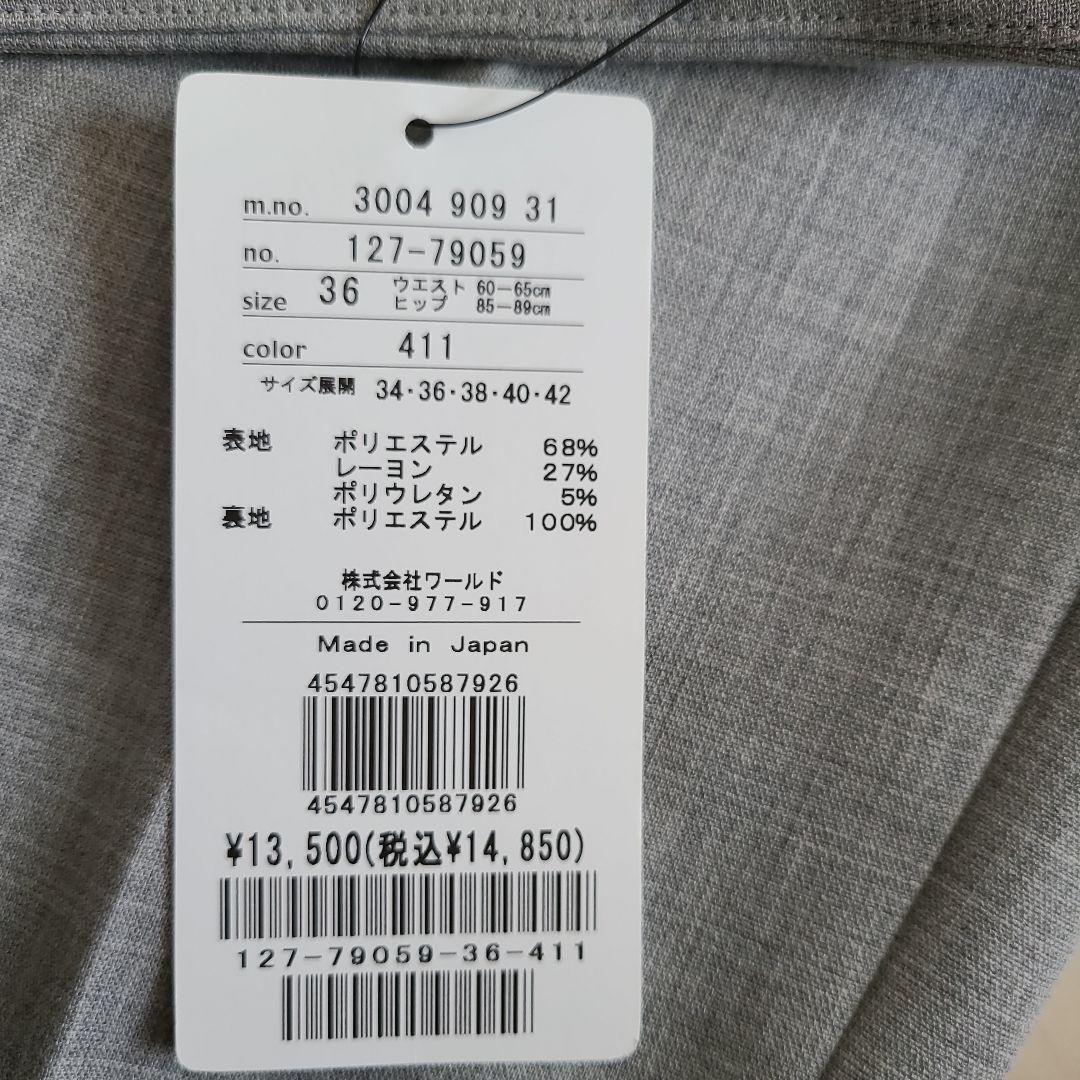 m.no. 3004 909 31
no. 127-79059
size 36 ウエスト 60-65cm
ヒップ 85-89cm
color 411
サイズ展開 34・36・38・40・42
表地 ポリエステル 68%
レーヨン 27%
ポリウレタン 5%
裏地 ポリエステル 100%
株式会社ワールド
0120-977-917
Made in Japan
4547810587926
4547810587926
¥13,500(税込¥14,850)
127-79059-36-411